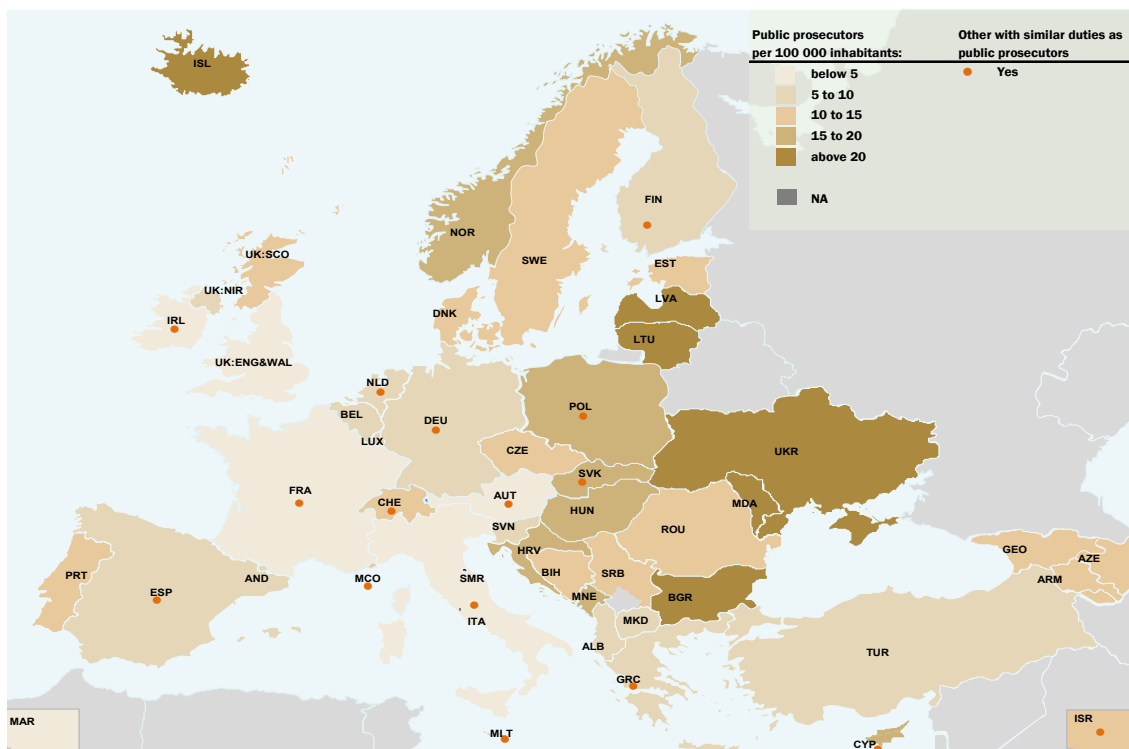 Public prosecutors
per 100 000 inhabitants:
Other with similar duties as
public prosecutors
below 5
Yes
5 to 10
10 to 15
15 to 20
above 20
NA
ISL
FIN
NOR
UK:SCO
SWE
EST
UK:NIR
LVA
IRL
DNK
LTU
UK:ENG&WAL
NLD
BEL
DEU
POL
LUX
CZE
UKR
SVK
FRA
AUT
CHE
MDA
HUN
SVN
ROU
HRV
GEO
AZE
BIH
SRB
PRT
AND
MCO
SMR
ARM
ESP
MNE
BGR
ITA
MKD
ALB
TUR
GRC
MAR
ISR
MLT
CYP